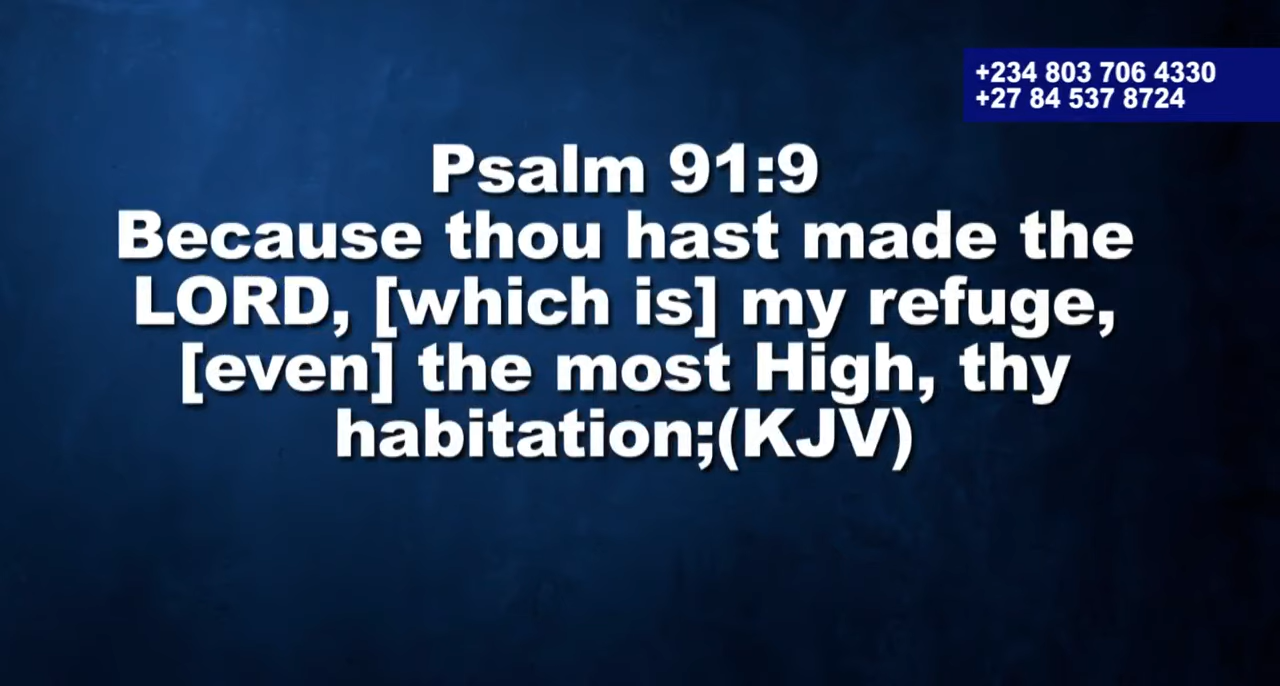 +234 803 706 4330
+27 84 537 8724
Psalm 91:9
Because thou hast made the
LORD, [which is] my refuge,
[even] the most High, thy
habitation;(KJV)